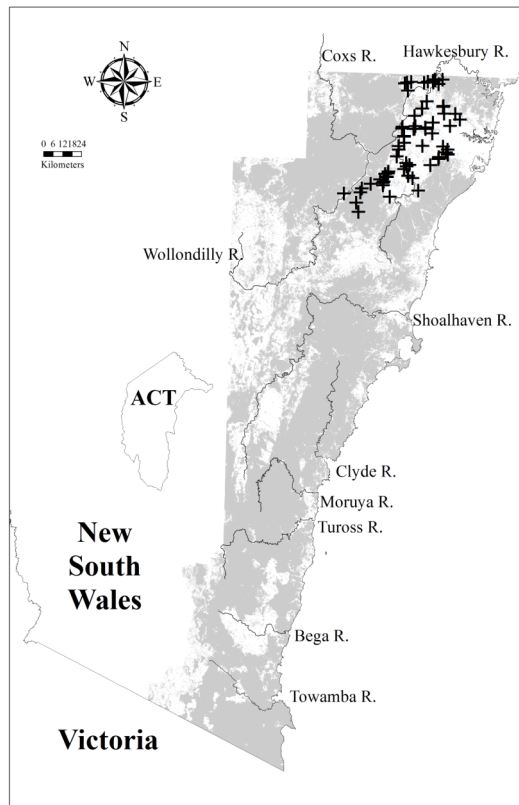 Coxs R.
Hawkesbury R.
N
W E
S
0 6 121824
Kilometers
Wollondilly R.
Shoalhaven R.
ACT
Clyde R.
Moruya R.
Tuross R.
New
South
Wales
Bega R.
Towamba R.
Victoria